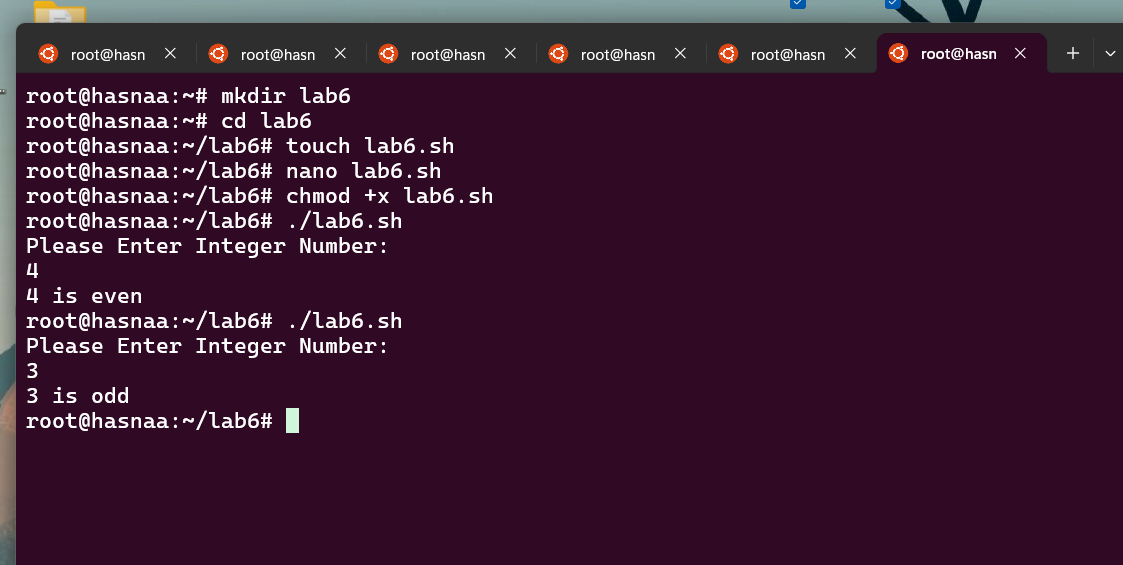 root@hasn
root@hasn
root@hasn
root@hasn
root@hasn
root@hasn
root@hasnaa:~# mkdir lab6
root@hasnaa:~# cd lab6
root@hasnaa:~/lab6# touch lab6.sh
root@hasnaa:~/lab6# nano lab6.sh
root@hasnaa:~/lab6# chmod +x lab6.sh
root@hasnaa:~/lab6# ./lab6.sh
Please Enter Integer Number:
4
4 is even
root@hasnaa:~/lab6# ./lab6.sh
Please Enter Integer Number:
3
3 is odd
root@hasnaa:~/lab6#